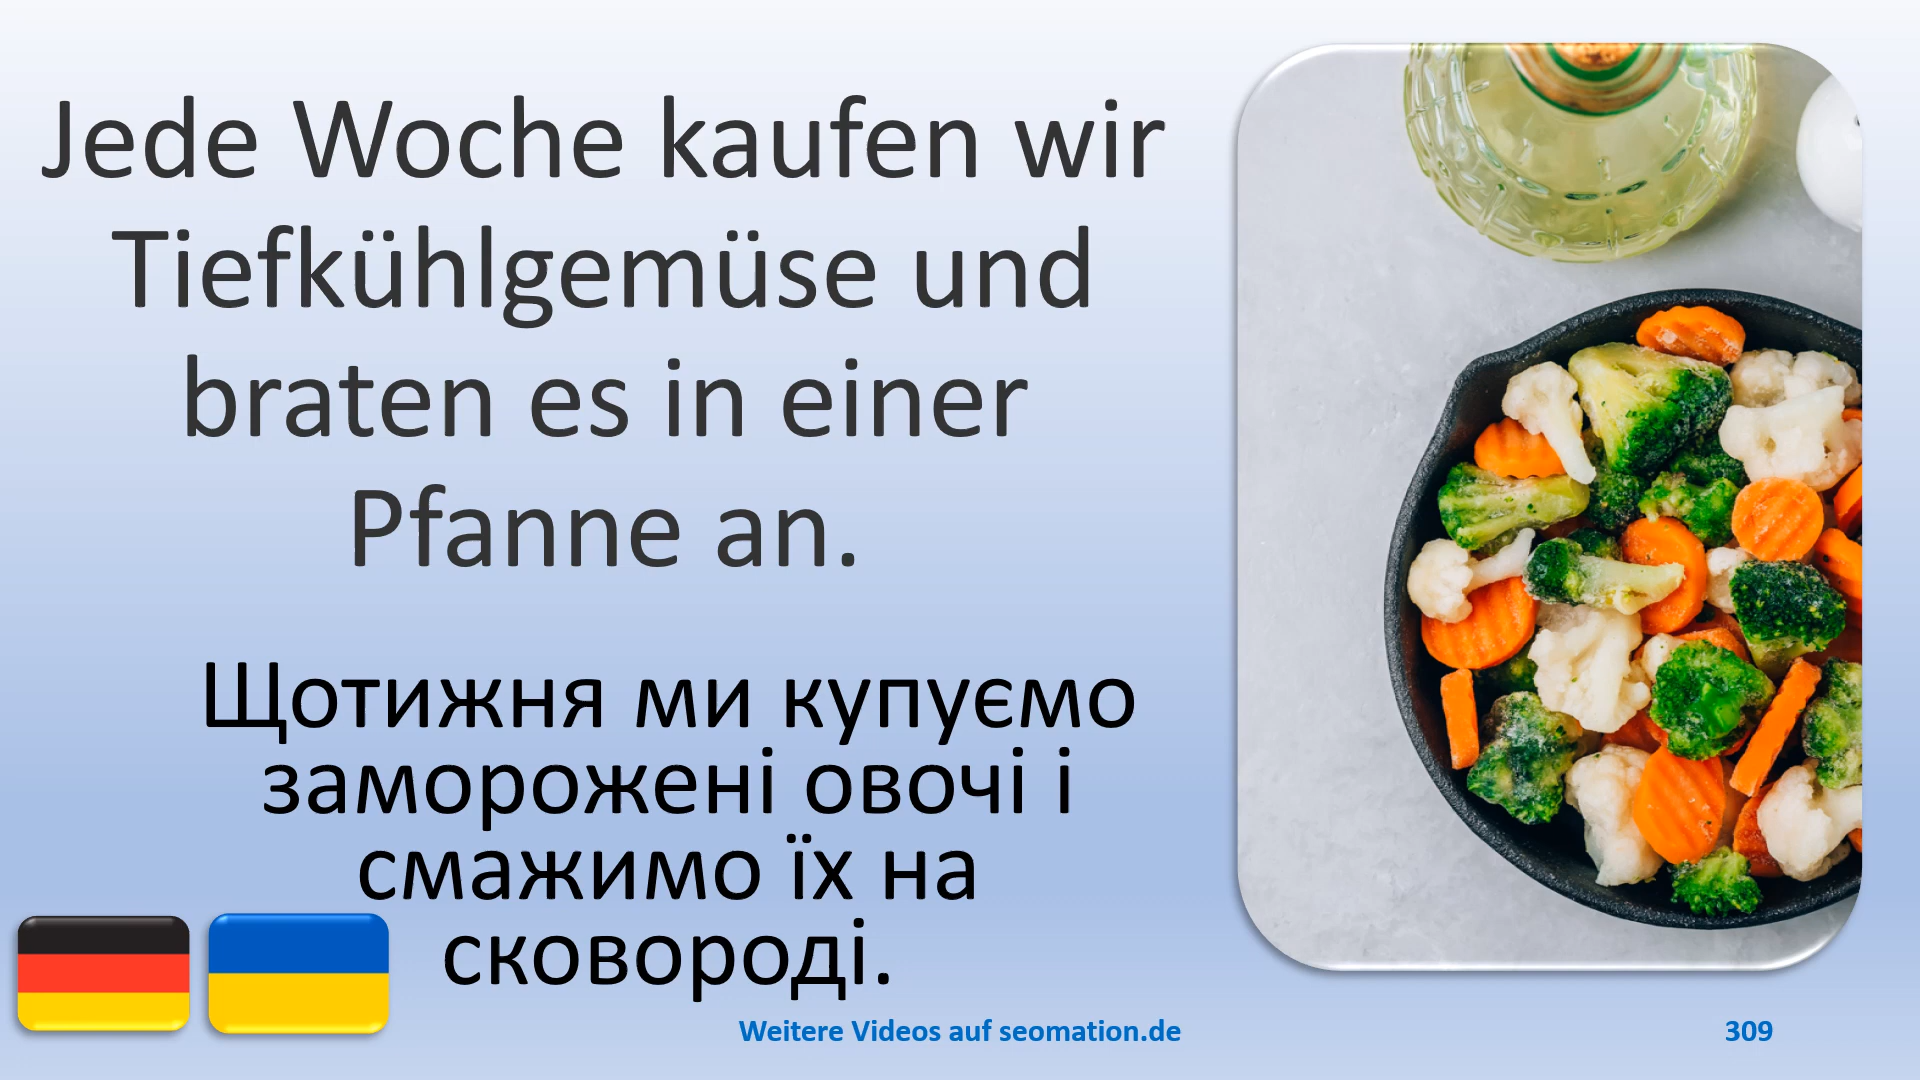 Jede Woche kaufen wir
Tiefkühlgemüse und
braten es in einer
Pfanne an.
Щотижня ми купуємо
заморожені овочі і
смажимо їх на
сковороді.
Weitere Videos auf seomation.de
309